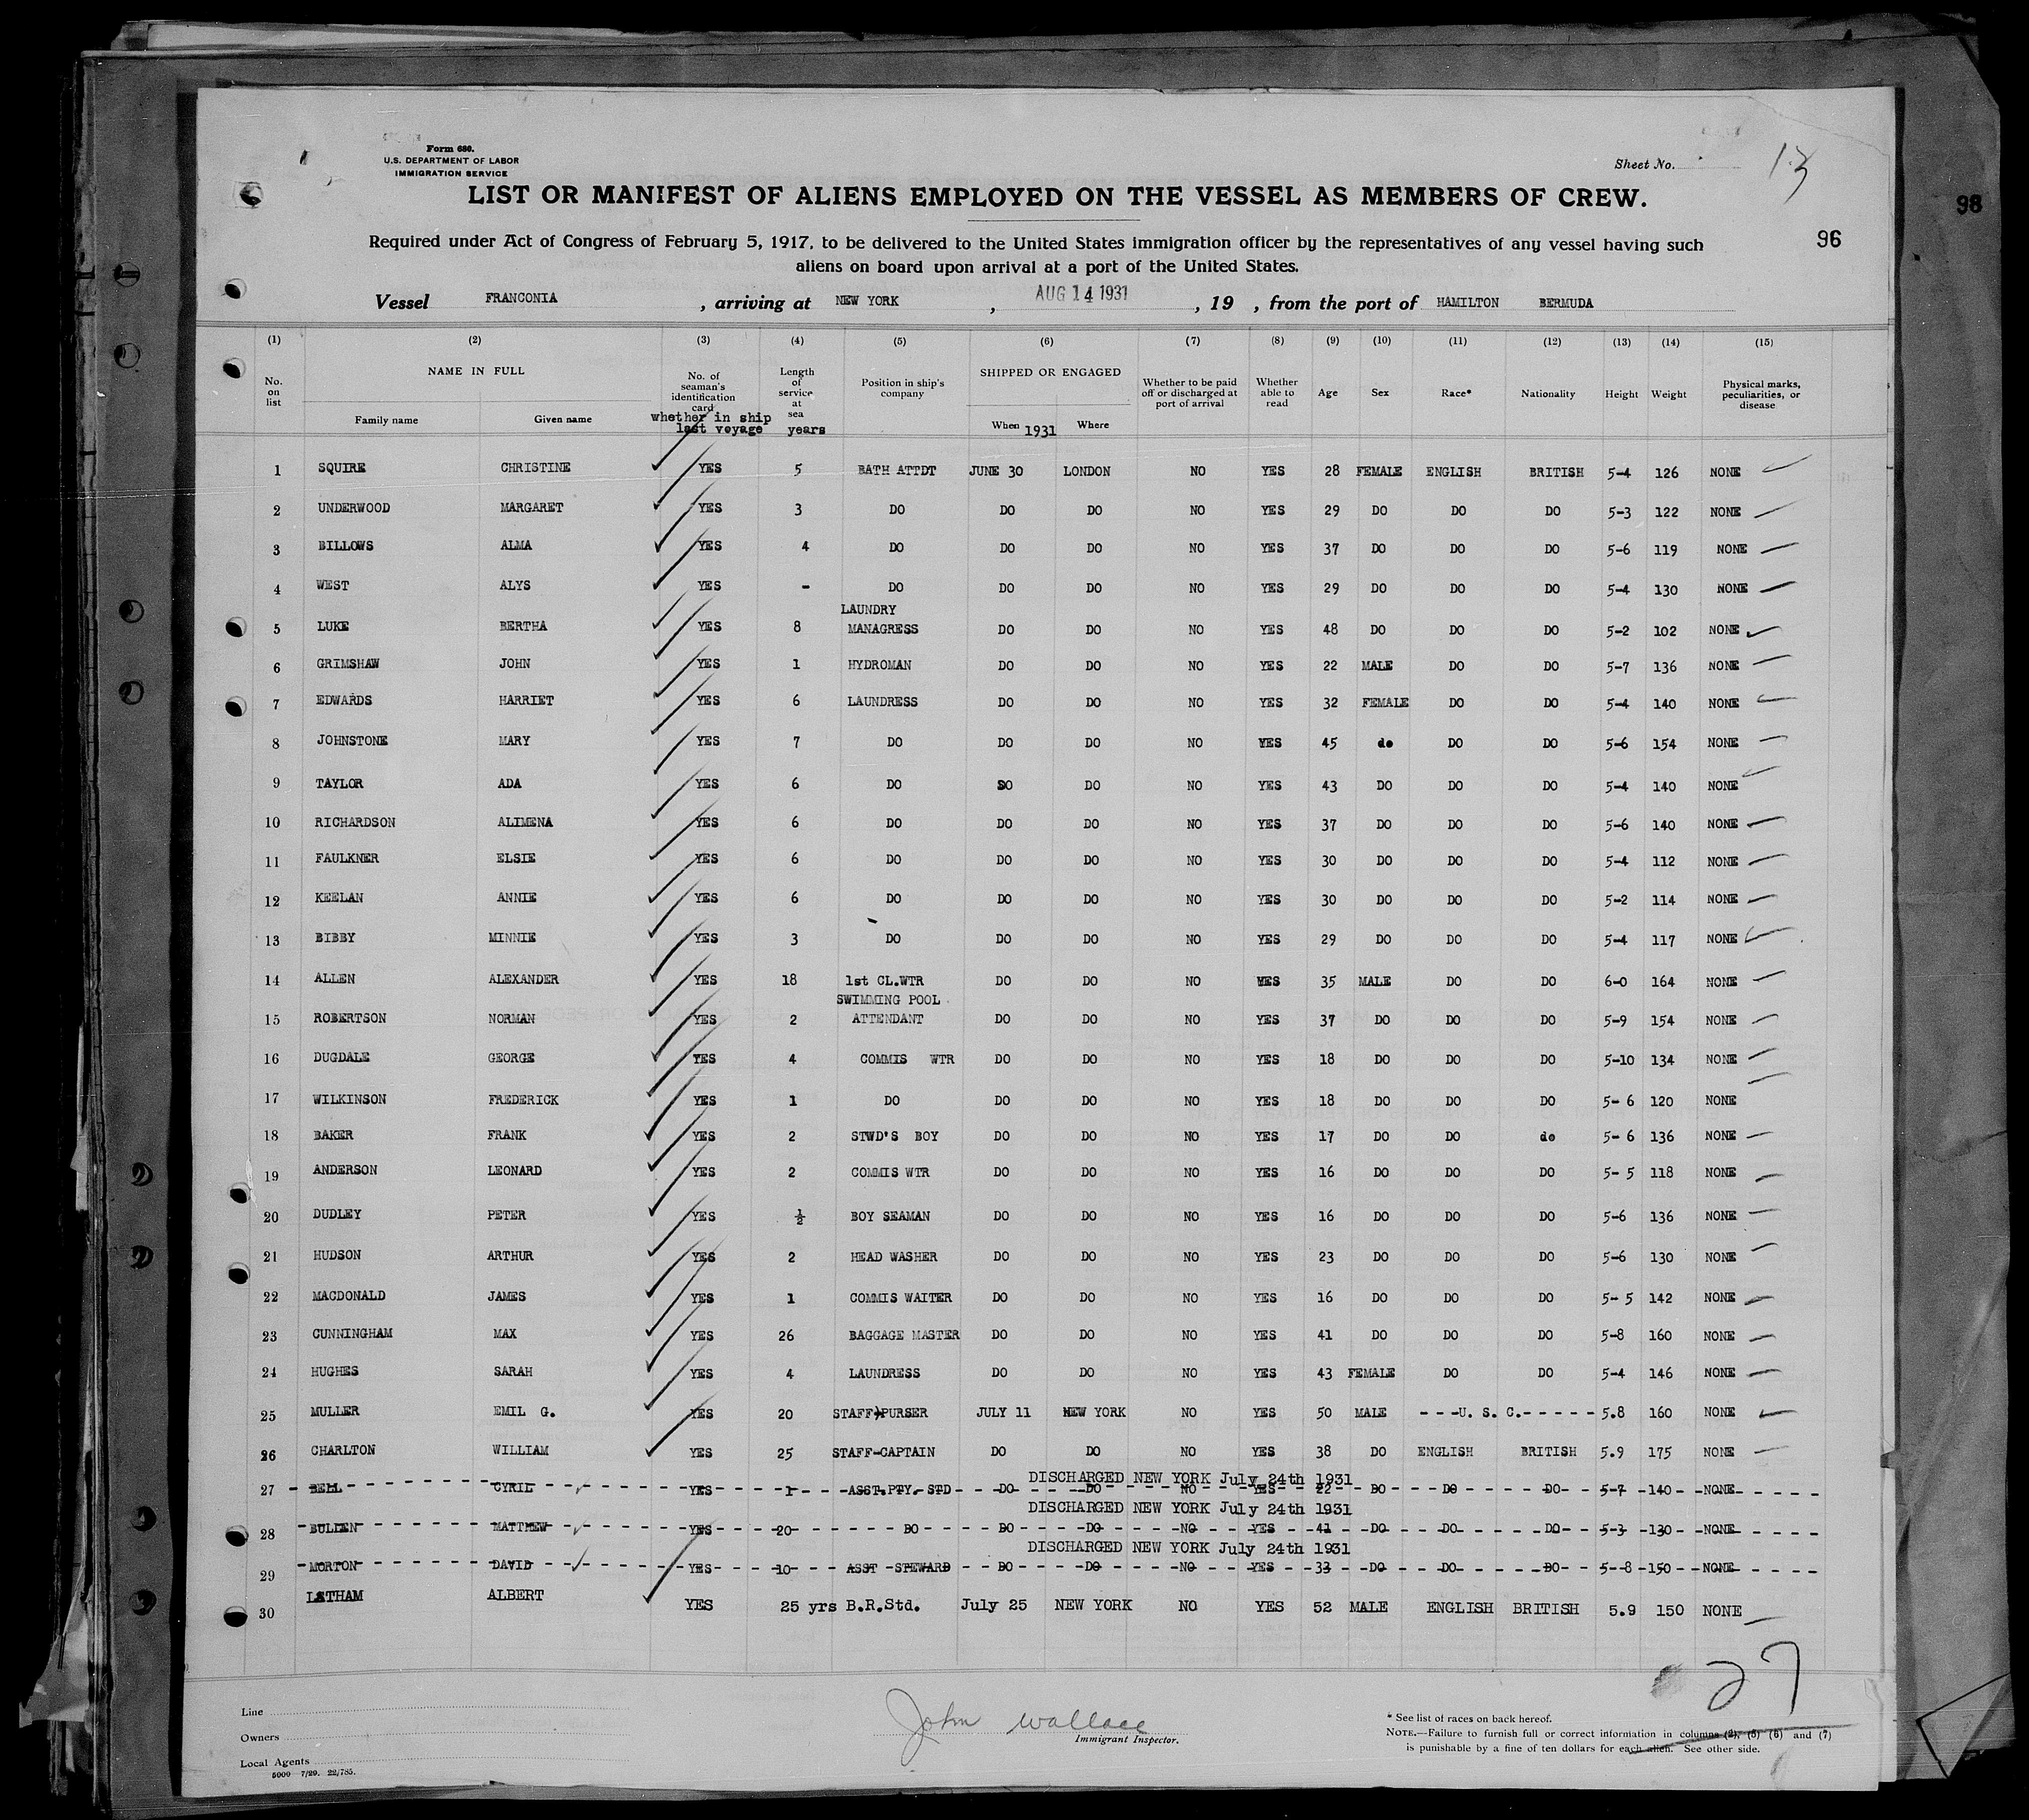 Form 680.
U.S. DEPARTMENT OF LABOR
IMMIGRATION SERVICE
Sheet No.
13
98
LIST OR MANIFEST OF ALIENS EMPLOYED ON THE VESSEL AS MEMBERS OF CREW.
Required under Act of Congress of February 5, 1917, to be delivered to the United States immigration officer by the representatives of any vessel having such
aliens on board upon arrival at a port of the United States.
96
Vessel FRANCONIA , arriving at NEW YORK , AUG 14 1931 , 19 , from the port of HAMILTON BERMUDA
(1) (2) (3) (4) (5) (6) (7) (8) (9) (10) (11) (12) (13) (14) (15)
No. on list NAME IN FULL Family name Given name No. of seaman's identification card whether in ship last voyage Length of service at sea years Position in ship's company SHIPPED OR ENGAGED When 1931 Where Whether to be paid off or discharged at port of arrival Whether able to read Age Sex Race* Nationality Height Weight Physical marks, peculiarities, or disease
1 SQUIRE CHRISTINE YES 5 BATH ATTDT JUNE 30 LONDON NO YES 28 FEMALE ENGLISH BRITISH 5-4 126 NONE
2 UNDERWOOD MARGARET YES 3 DO DO DO NO YES 29 DO DO DO 5-3 122 NONE
3 BILLOWS ALMA YES 4 DO DO DO NO YES 37 DO DO DO 5-6 119 NONE
4 WEST ALYS YES - DO DO DO NO YES 29 DO DO DO 5-4 130 NONE
5 LUKE BERTHA YES 8 LAUNDRY MANAGRESS DO DO NO YES 48 DO DO DO 5-2 102 NONE
6 GRIMSHAW JOHN YES 1 HYDROMAN DO DO NO YES 22 MALE DO DO 5-7 136 NONE
7 EDWARDS HARRIET YES 6 LAUNDRESS DO DO NO YES 32 FEMALE DO DO 5-4 140 NONE
8 JOHNSTONE MARY YES 7 DO DO DO NO YES 45 do DO DO 5-6 154 NONE
9 TAYLOR ADA YES 6 DO DO DO NO YES 43 DO DO DO 5-4 140 NONE
10 RICHARDSON ALIMENA YES 6 DO DO DO NO YES 37 DO DO DO 5-6 140 NONE
11 FAULKNER ELSIE YES 6 DO DO DO NO YES 30 DO DO DO 5-4 112 NONE
12 KEELAN ANNIE YES 6 DO DO DO NO YES 30 DO DO DO 5-2 114 NONE
13 BIBBY MINNIE YES 3 DO DO DO NO YES 29 DO DO DO 5-4 117 NONE
14 ALLEN ALEXANDER YES 18 1st CL.WTR DO DO NO YES 35 MALE DO DO 6-0 164 NONE
15 ROBERTSON NORMAN YES 2 SWIMMING POOL ATTENDANT DO DO NO YES 37 DO DO DO 5-9 154 NONE
16 DUGDALE GEORGE YES 4 COMMIS WTR DO DO NO YES 18 DO DO DO 5-10 134 NONE
17 WILKINSON FREDERICK YES 1 DO DO DO NO YES 18 DO DO DO 5- 6 120 NONE
18 BAKER FRANK YES 2 STWD'S BOY DO DO NO YES 17 DO DO do 5- 6 136 NONE
19 ANDERSON LEONARD YES 2 COMMIS WTR DO DO NO YES 16 DO DO DO 5- 5 118 NONE
20 DUDLEY PETER YES ½ BOY SEAMAN DO DO NO YES 16 DO DO DO 5-6 136 NONE
21 HUDSON ARTHUR YES 2 HEAD WASHER DO DO NO YES 23 DO DO DO 5-6 130 NONE
22 MACDONALD JAMES YES 1 COMMIS WAITER DO DO NO YES 16 DO DO DO 5- 5 142 NONE
23 CUNNINGHAM MAX YES 26 BAGGAGE MASTER DO DO NO YES 41 DO DO DO 5-8 160 NONE
24 HUGHES SARAH YES 4 LAUNDRESS DO DO NO YES 43 FEMALE DO DO 5-4 146 NONE
25 MULLER EMIL G. YES 20 STAFF PURSER JULY 11 NEW YORK NO YES 50 MALE ---U. S. C.----- 5.8 160 NONE
26 CHARLTON WILLIAM YES 25 STAFF-CAPTAIN DO DO NO YES 38 DO ENGLISH BRITISH 5.9 175 NONE
DISCHARGED NEW YORK July 24th 1931
27 BELL CYRIL YES 1 ASST.PTY. STD DO DO NO YES 22 DO DO DO 5-7 140 NONE
DISCHARGED NEW YORK July 24th 1931
28 BULLEN MATTHEW YES 20 DO DO DO NO YES 41 DO DO DO 5-3 130 NONE
DISCHARGED NEW YORK July 24th 1931
29 MORTON DAVID YES 10 ASST STEWARD DO DO NO YES 33 DO DO DO 5-8 150 NONE
30 LATHAM ALBERT YES 25 yrs B.R.Std. July 25 NEW YORK NO YES 52 MALE ENGLISH BRITISH 5.9 150 NONE
27
Line
Owners
Local Agents
5000 7/29. 22/785.
John Wallace
Immigrant Inspector.
* See list of races on back hereof.
NOTE.—Failure to furnish full or correct information in columns (2), (5) (6) and (7)
is punishable by a fine of ten dollars for each alien. See other side.